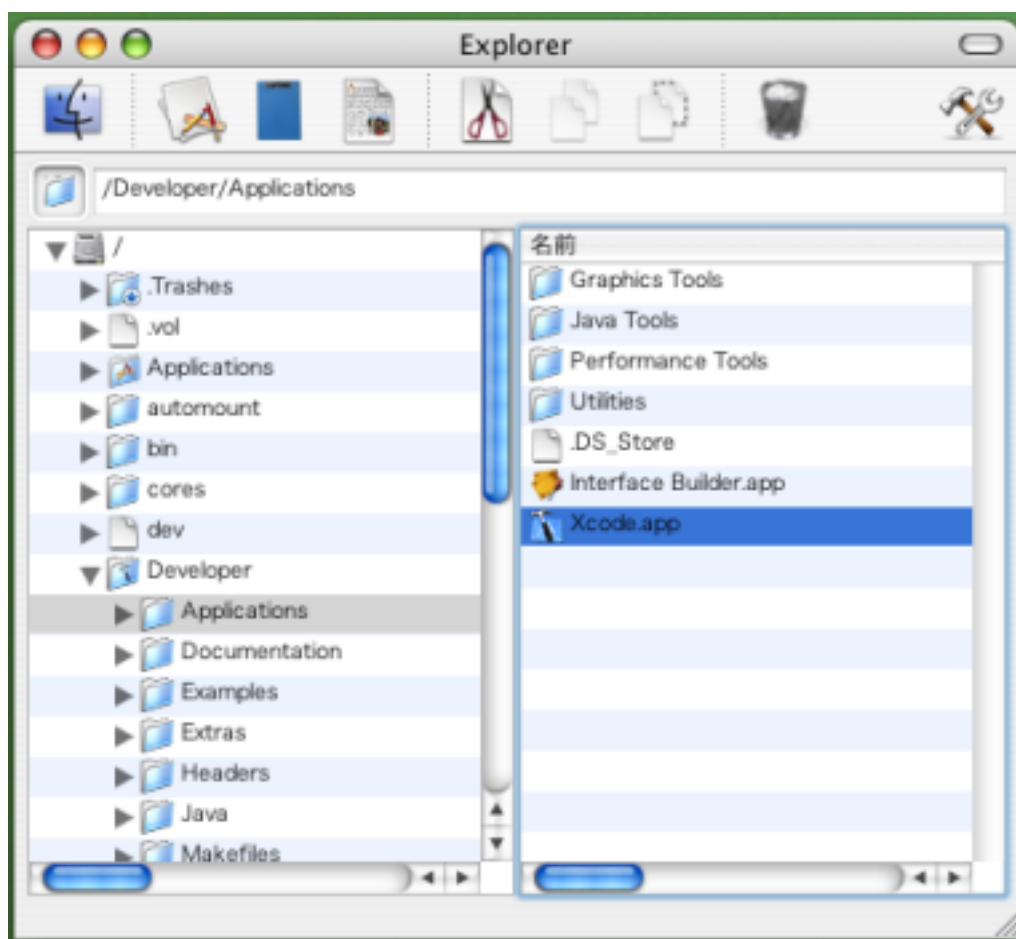 Explorer
/Developer/Applications
/
.Trashes
.vol
Applications
automount
bin
cores
dev
Developer
Applications
Documentation
Examples
Extras
Headers
Java
Makefiles
名前
Graphics Tools
Java Tools
Performance Tools
Utilities
.DS_Store
Interface Builder.app
Xcode.app